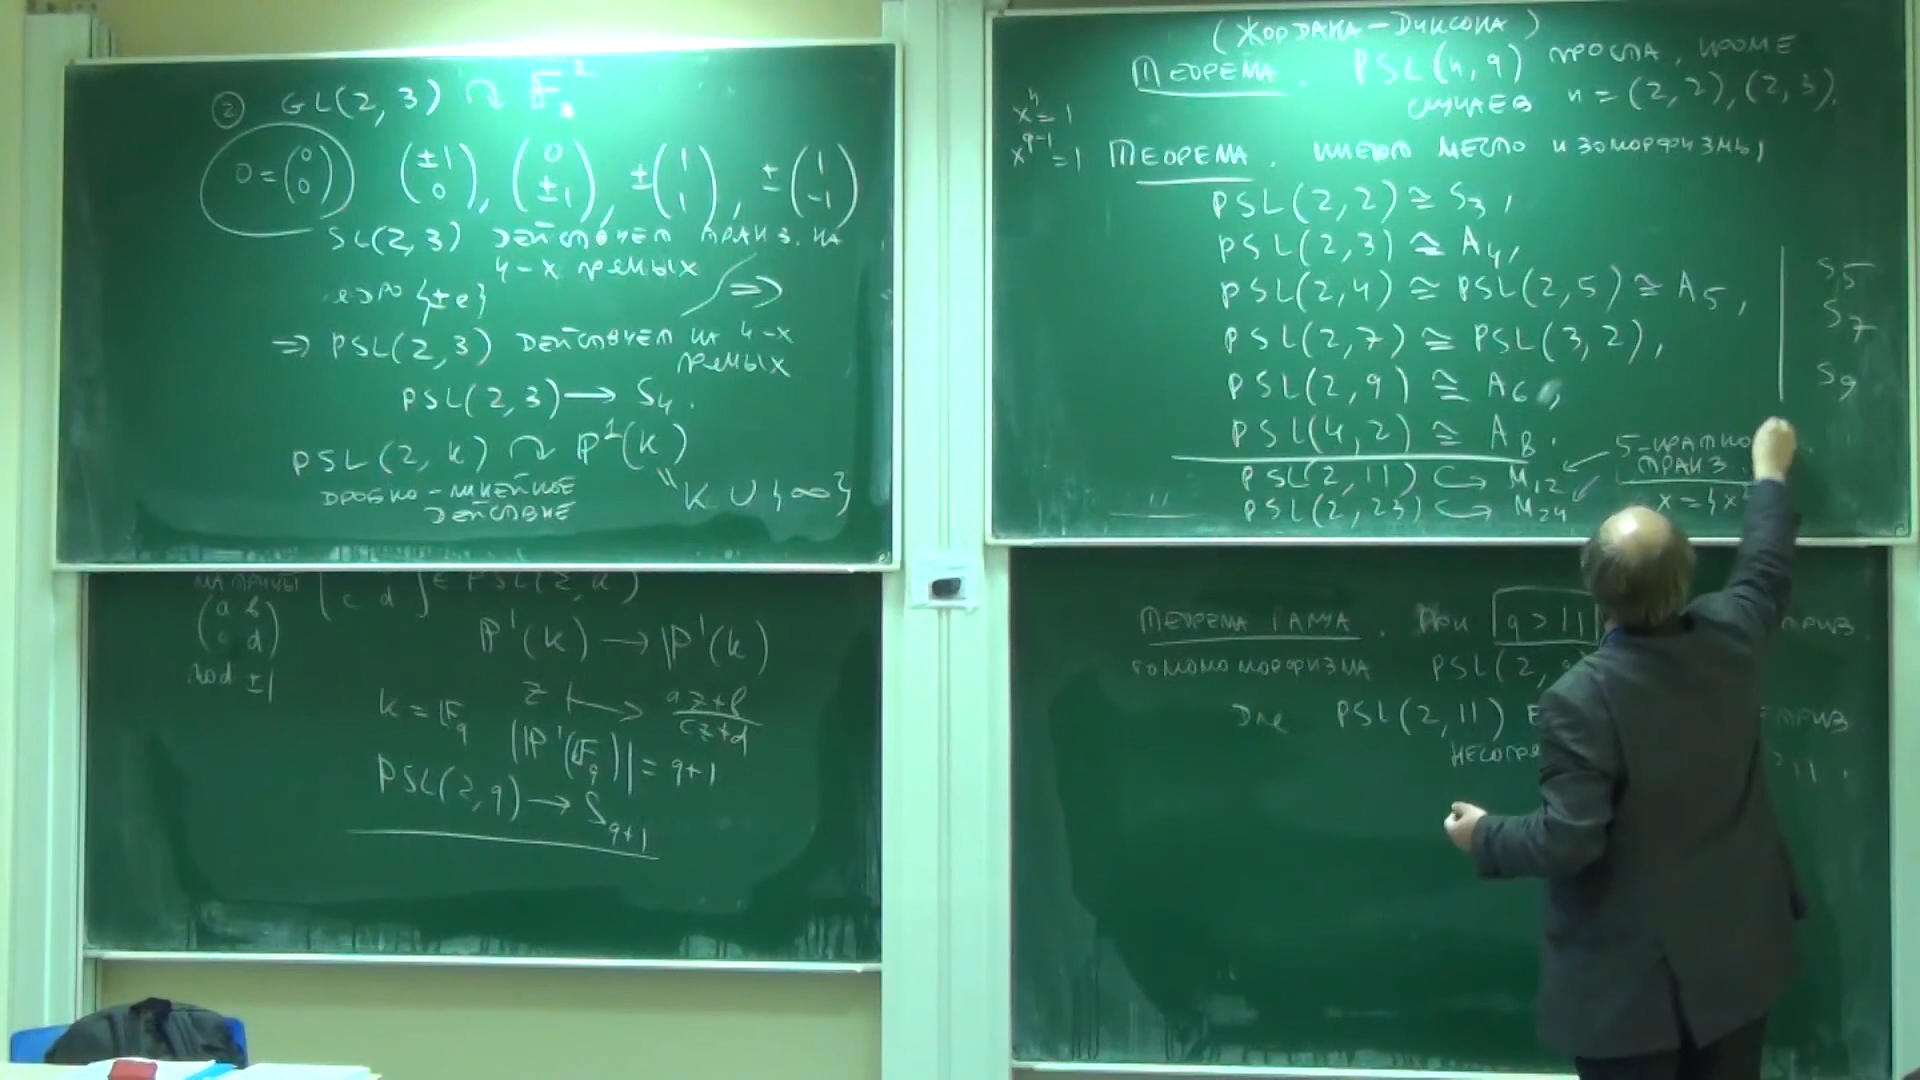 ② GL(2,3) ↷ F₃²
0 = (0 0), (±1 0), (0 ±1), ±(1 1), ±(1 -1)
SL(2,3) действует транз. на
4-х прямых
ядро {±e} ⇒
⇒ PSL(2,3) действует на 4-х
прямых
PSL(2,3) → S₄.
PSL(2,k) ↷ P¹(k)
дробно-линейное
действие
K ∪ {∞}
матрицы (a b c d) ∈ PSL(2,k)
mod ±1
P¹(k) → P¹(k)
z ↦ (az+b)/(cz+d)
k = F_q
|P¹(F_q)| = q+1
PSL(2,q) → S_{q+1}
(Жордана-Диксона)
Теорема. PSL(n,q) проста, кроме
случаев n = (2,2), (2,3).
xⁿ = 1
x^{q-1} = 1
Теорема. имеют место изоморфизмы
PSL(2,2) ≅ S₃,
PSL(2,3) ≅ A₄,
PSL(2,4) ≅ PSL(2,5) ≅ A₅,
PSL(2,7) ≅ PSL(3,2),
PSL(2,9) ≅ A₆,
PSL(4,2) ≅ A₈.
PSL(2,11) ↪ M₁₂
PSL(2,23) ↪ M₂₄
S₅
S₇
S₉
5-кратно
транз.
x = {x²
Теорема Галуа. При q > 11
гомоморфизма PSL(2,
Для PSL(2,11)
11.